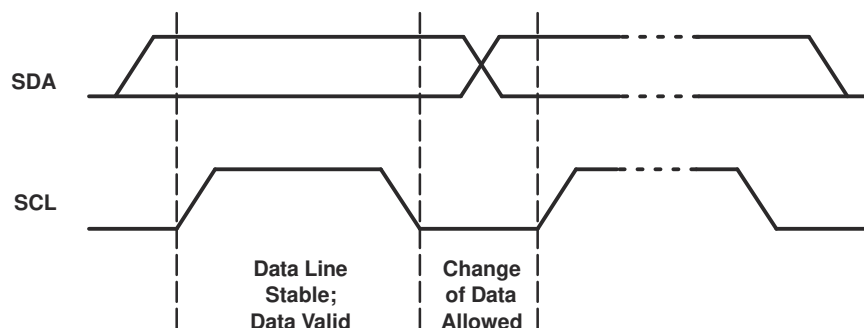 SDA
SCL
Data Line
Stable;
Data Valid
Change
of Data
Allowed